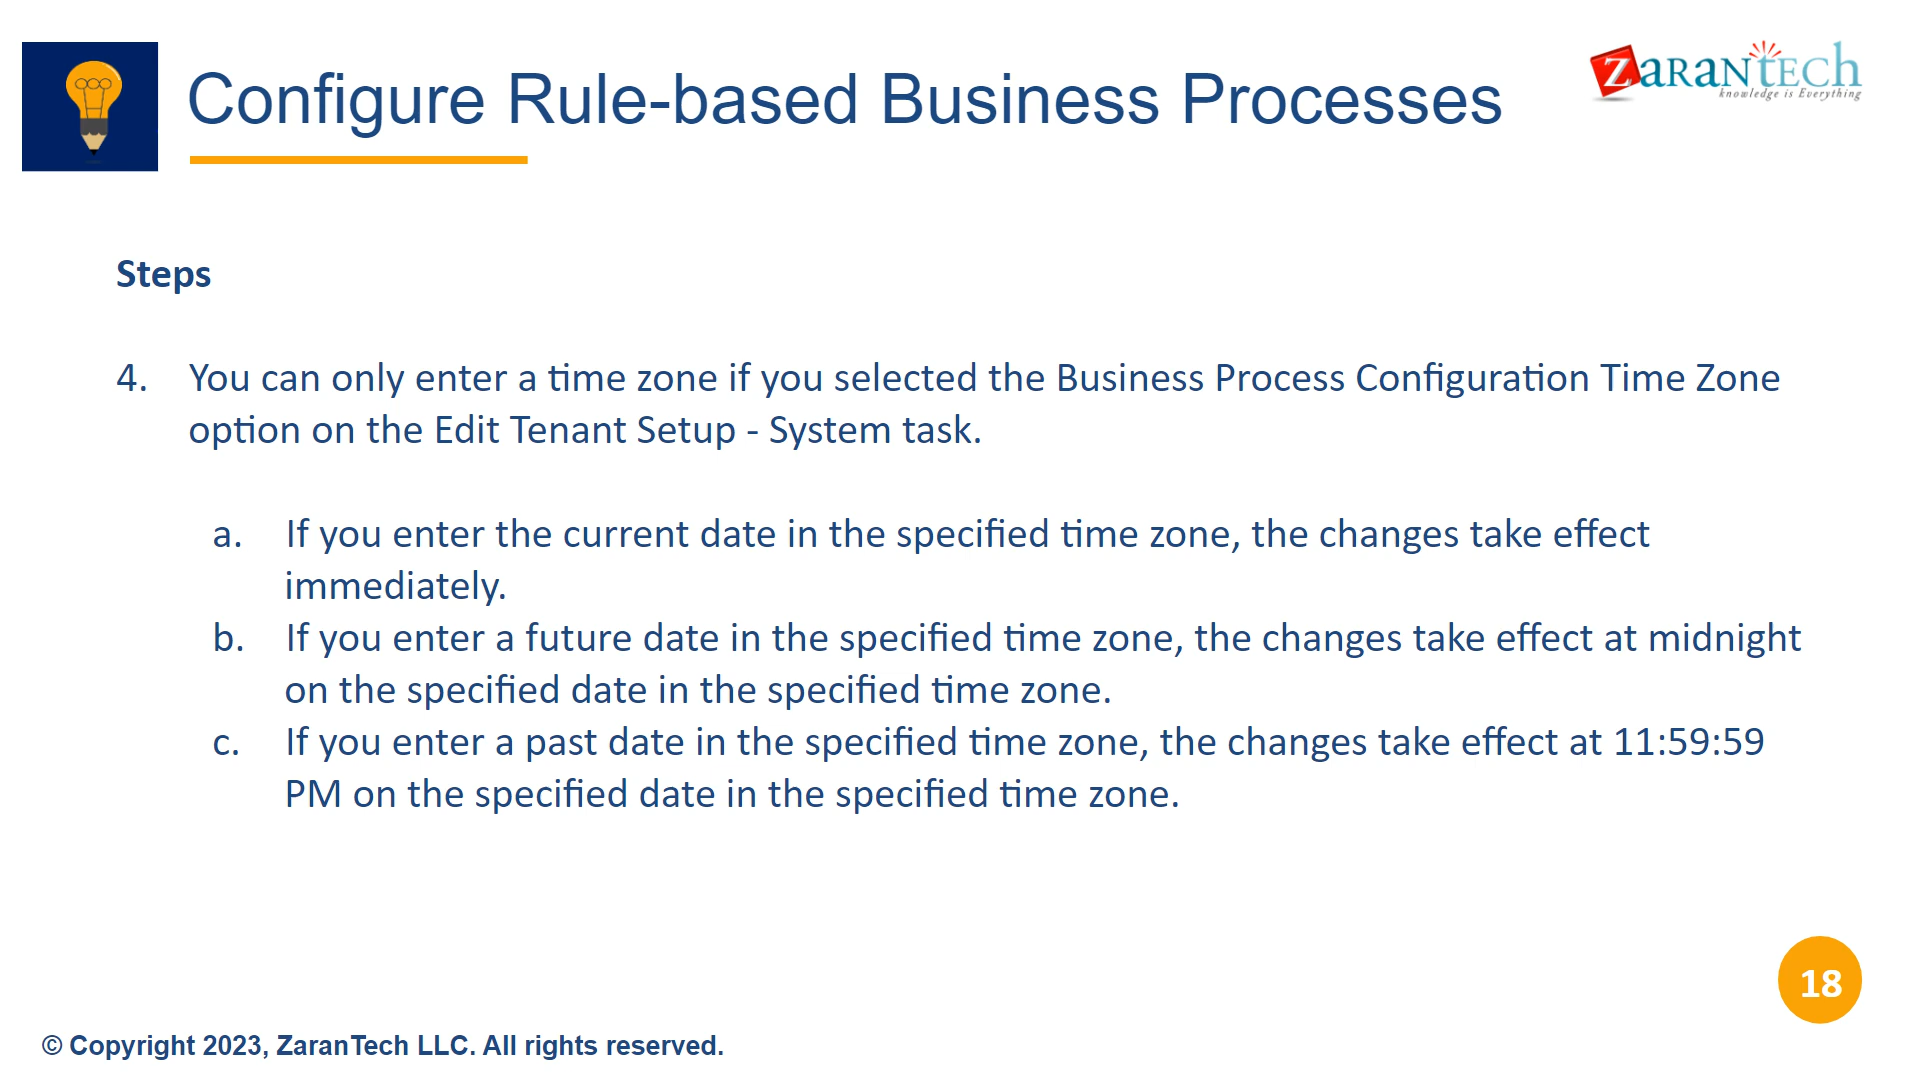 Configure Rule-based Business Processes
ZARANTECH
knowledge is Everything
Steps
4. You can only enter a time zone if you selected the Business Process Configuration Time Zone
option on the Edit Tenant Setup - System task.
a. If you enter the current date in the specified time zone, the changes take effect
immediately.
b. If you enter a future date in the specified time zone, the changes take effect at midnight
on the specified date in the specified time zone.
c. If you enter a past date in the specified time zone, the changes take effect at 11:59:59
PM on the specified date in the specified time zone.
18
© Copyright 2023, ZaranTech LLC. All rights reserved.